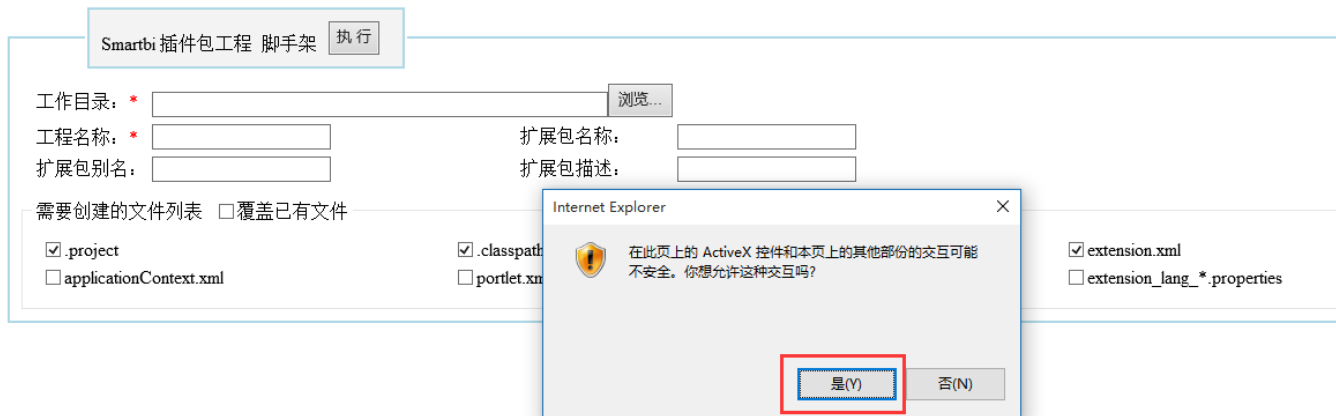 Smartbi 插件包工程 脚手架 执 行
工作目录：* 浏览...
工程名称：* 扩展包名称：
扩展包别名： 扩展包描述：
需要创建的文件列表 覆盖已有文件
Internet Explorer
在此页上的 ActiveX 控件和本页上的其他部份的交互可能
不安全。你想允许这种交互吗?
.project .classpath extension.xml
applicationContext.xml portlet.xm extension_lang_*.properties
是(Y) 否(N)